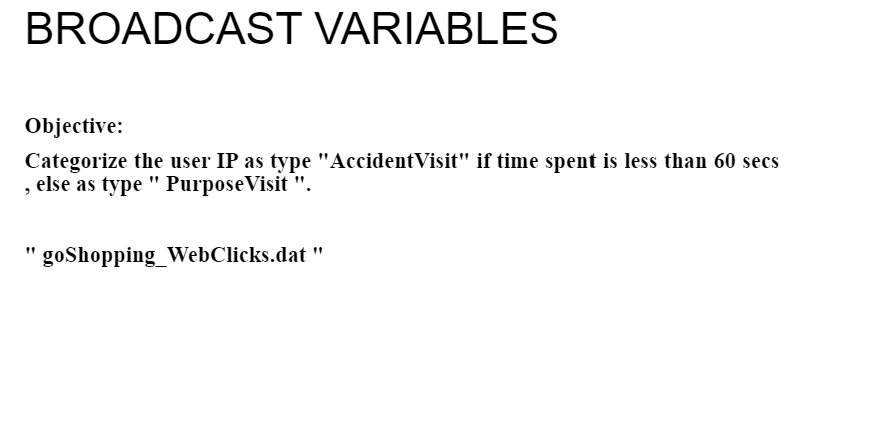 BROADCAST VARIABLES
Objective:
Categorize the user IP as type "AccidentVisit" if time spent is less than 60 secs
, else as type " PurposeVisit ".
" goShopping_WebClicks.dat "